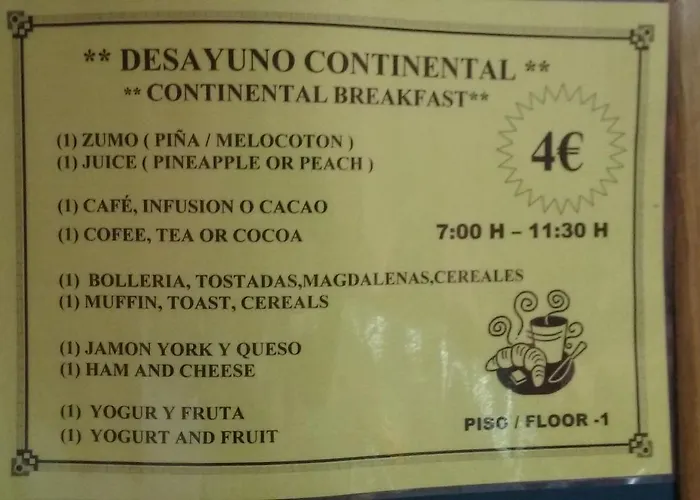 ** DESAYUNO CONTINENTAL **
** CONTINENTAL BREAKFAST**
(1) ZUMO ( PIÑA / MELOCOTON )
(1) JUICE ( PINEAPPLE OR PEACH )
4€
(1) CAFÉ, INFUSION O CACAO
(1) COFEE, TEA OR COCOA
7:00 H – 11:30 H
(1) BOLLERIA, TOSTADAS,MAGDALENAS,CEREALES
(1) MUFFIN, TOAST, CEREALS
(1) JAMON YORK Y QUESO
(1) HAM AND CHEESE
(1) YOGUR Y FRUTA
(1) YOGURT AND FRUIT
PISO / FLOOR -1